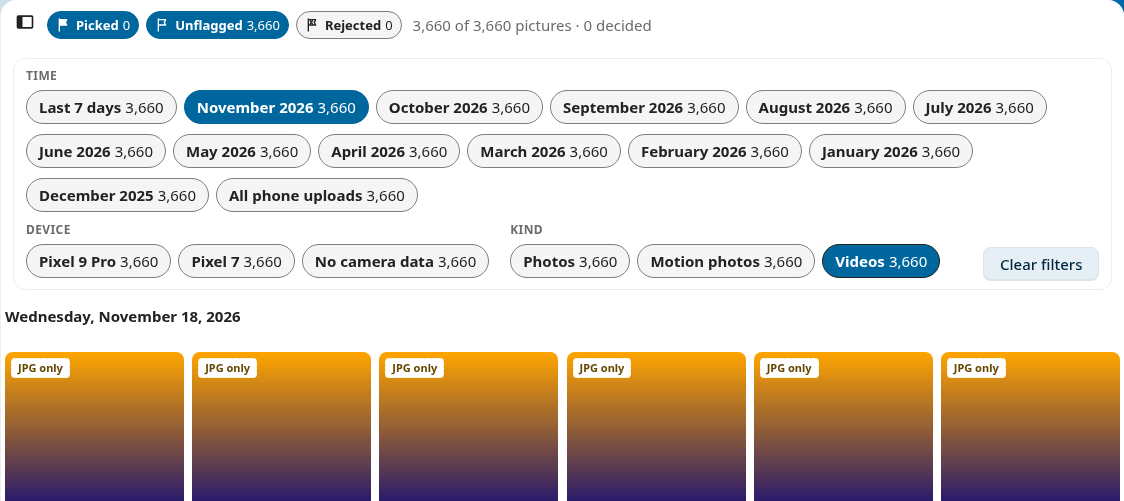 Picked 0 Unflagged 3,660 Rejected 0 3,660 of 3,660 pictures · 0 decided
TIME
Last 7 days 3,660 November 2026 3,660 October 2026 3,660 September 2026 3,660 August 2026 3,660 July 2026 3,660
June 2026 3,660 May 2026 3,660 April 2026 3,660 March 2026 3,660 February 2026 3,660 January 2026 3,660
December 2025 3,660 All phone uploads 3,660
DEVICE KIND
Pixel 9 Pro 3,660 Pixel 7 3,660 No camera data 3,660 Photos 3,660 Motion photos 3,660 Videos 3,660 Clear filters
Wednesday, November 18, 2026
JPG only JPG only JPG only JPG only JPG only JPG only